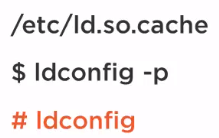 /etc/ld.so.cache
$ ldconfig -p
# ldconfig